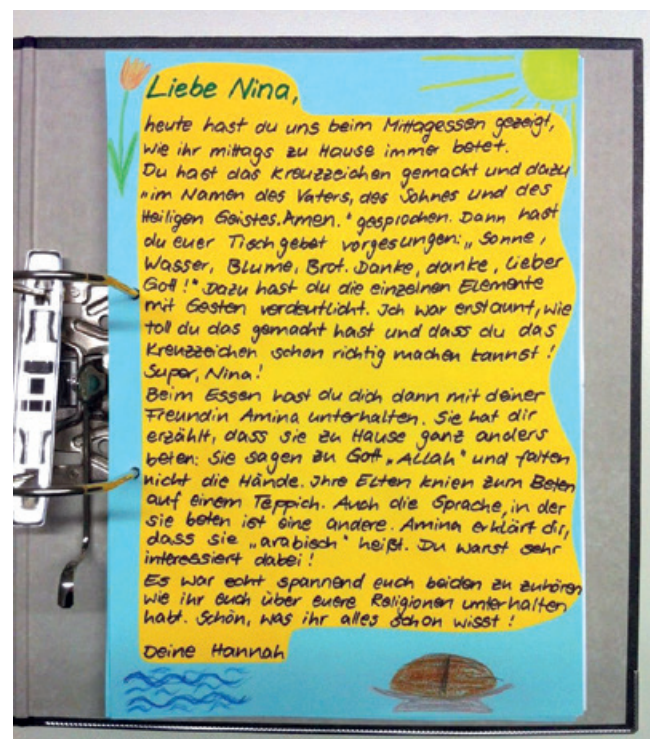 Liebe Nina,
heute hast du uns beim Mittagessen gezeigt,
wie ihr mittags zu Hause immer betet.
Du hast das Kreuzzeichen gemacht und dazu
„im Namen des Vaters, des Sohnes und des
Heiligen Geistes. Amen." gesprochen. Dann hast
du euer Tischgebet vorgesungen: „Sonne,
Wasser, Blume, Brot. Danke, danke, lieber
Gott!" Dazu hast du die einzelnen Elemente
mit Gesten verdeutlicht. Ich war erstaunt, wie
toll du das gemacht hast und dass du das
Kreuzzeichen schon richtig machen kannst!
Super, Nina!
Beim Essen hast du dich dann mit deiner
Freundin Amina unterhalten. Sie hat dir
erzählt, dass sie zu Hause ganz anders
beten: Sie sagen zu Gott „Allah" und falten
nicht die Hände. Ihre Eltern knien zum Beten
auf einem Teppich. Auch die Sprache, in der
sie beten ist eine andere. Amina erklärt dir,
dass sie „arabisch" heißt. Du warst sehr
interessiert dabei!
Es war echt spannend euch beiden zu zuhören
wie ihr euch über euere Religionen unterhalten
habt. Schön, was ihr alles schon wisst!
Deine Hannah